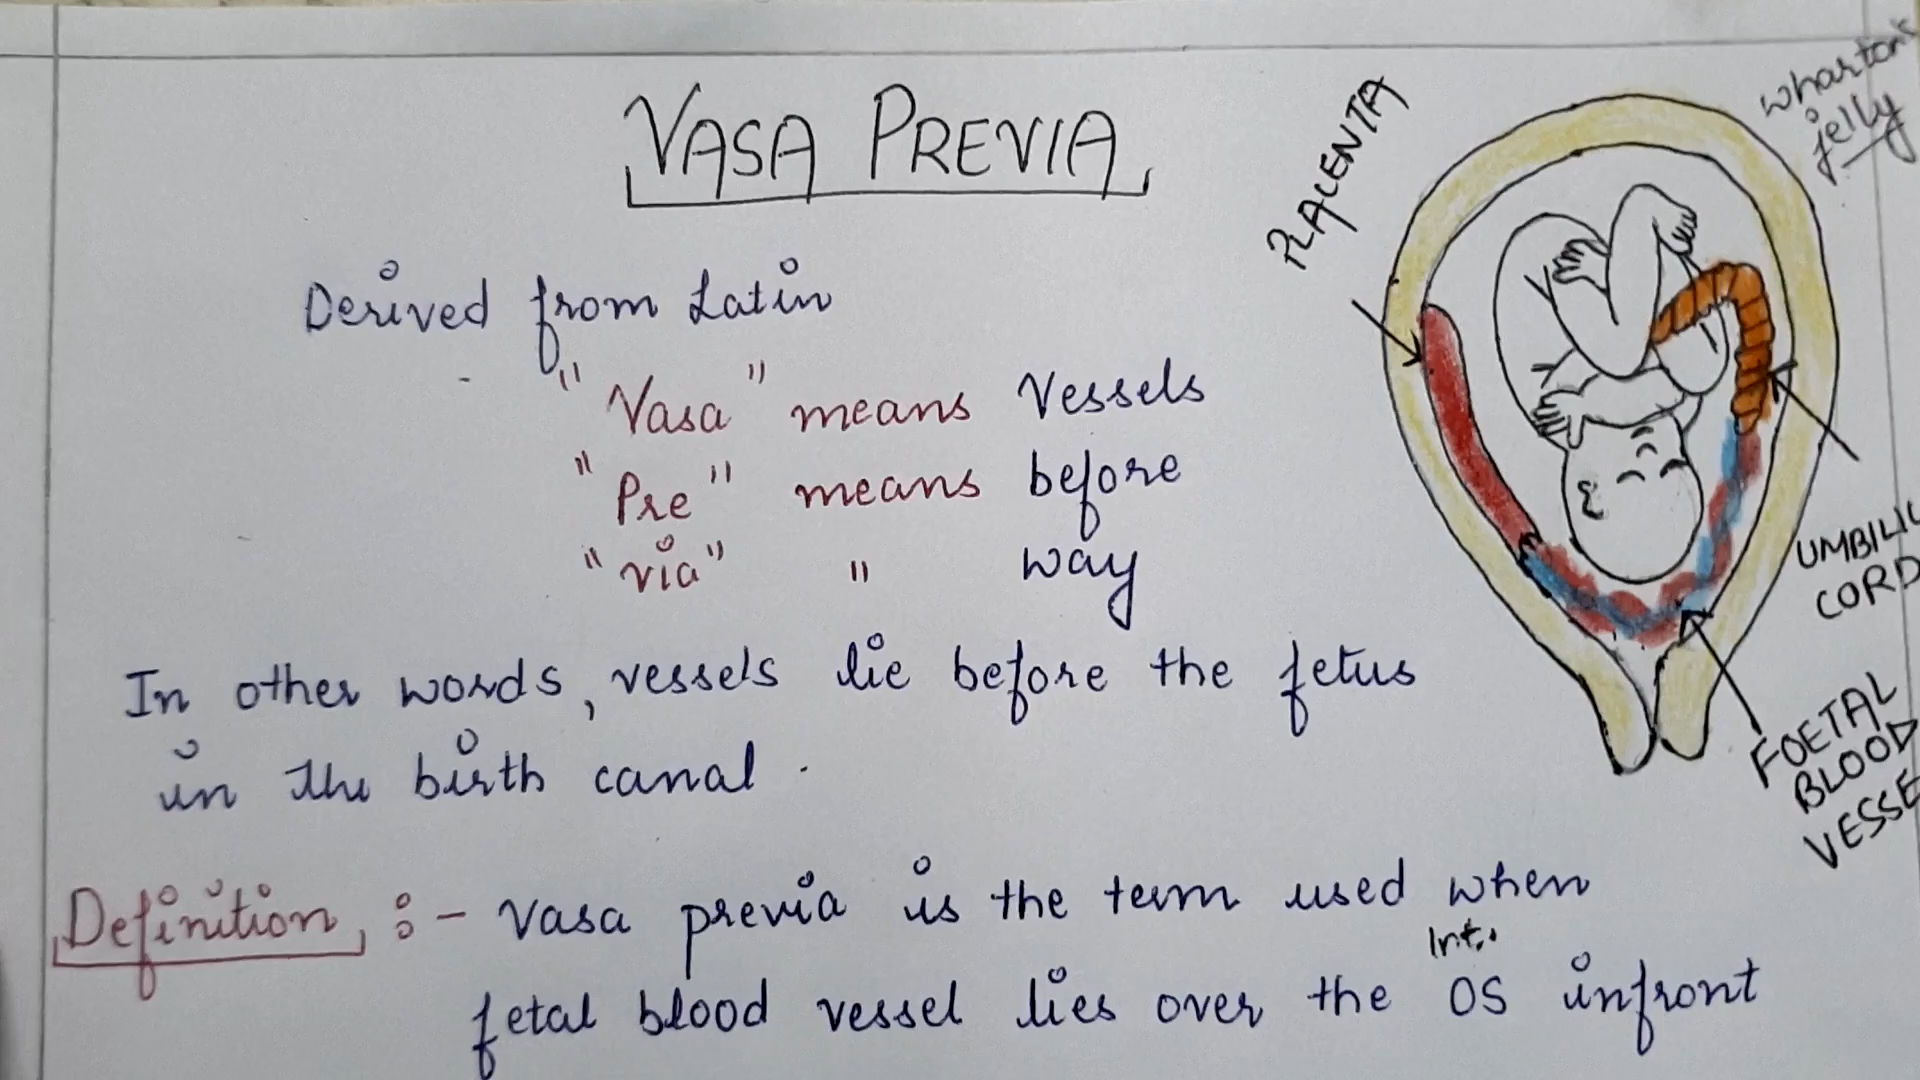 VASA PREVIA
Derived from Latin
"Vasa" means Vessels
"Pre" means before
"via" " way
In other words, vessels lie before the fetus
in the birth canal.
Definition :- Vasa previa is the term used when
Int.
fetal blood vessel lies over the OS infront
PLACENTA
Wharton's
jelly
UMBILIC
CORD
FOETAL
BLOOD
VESSE